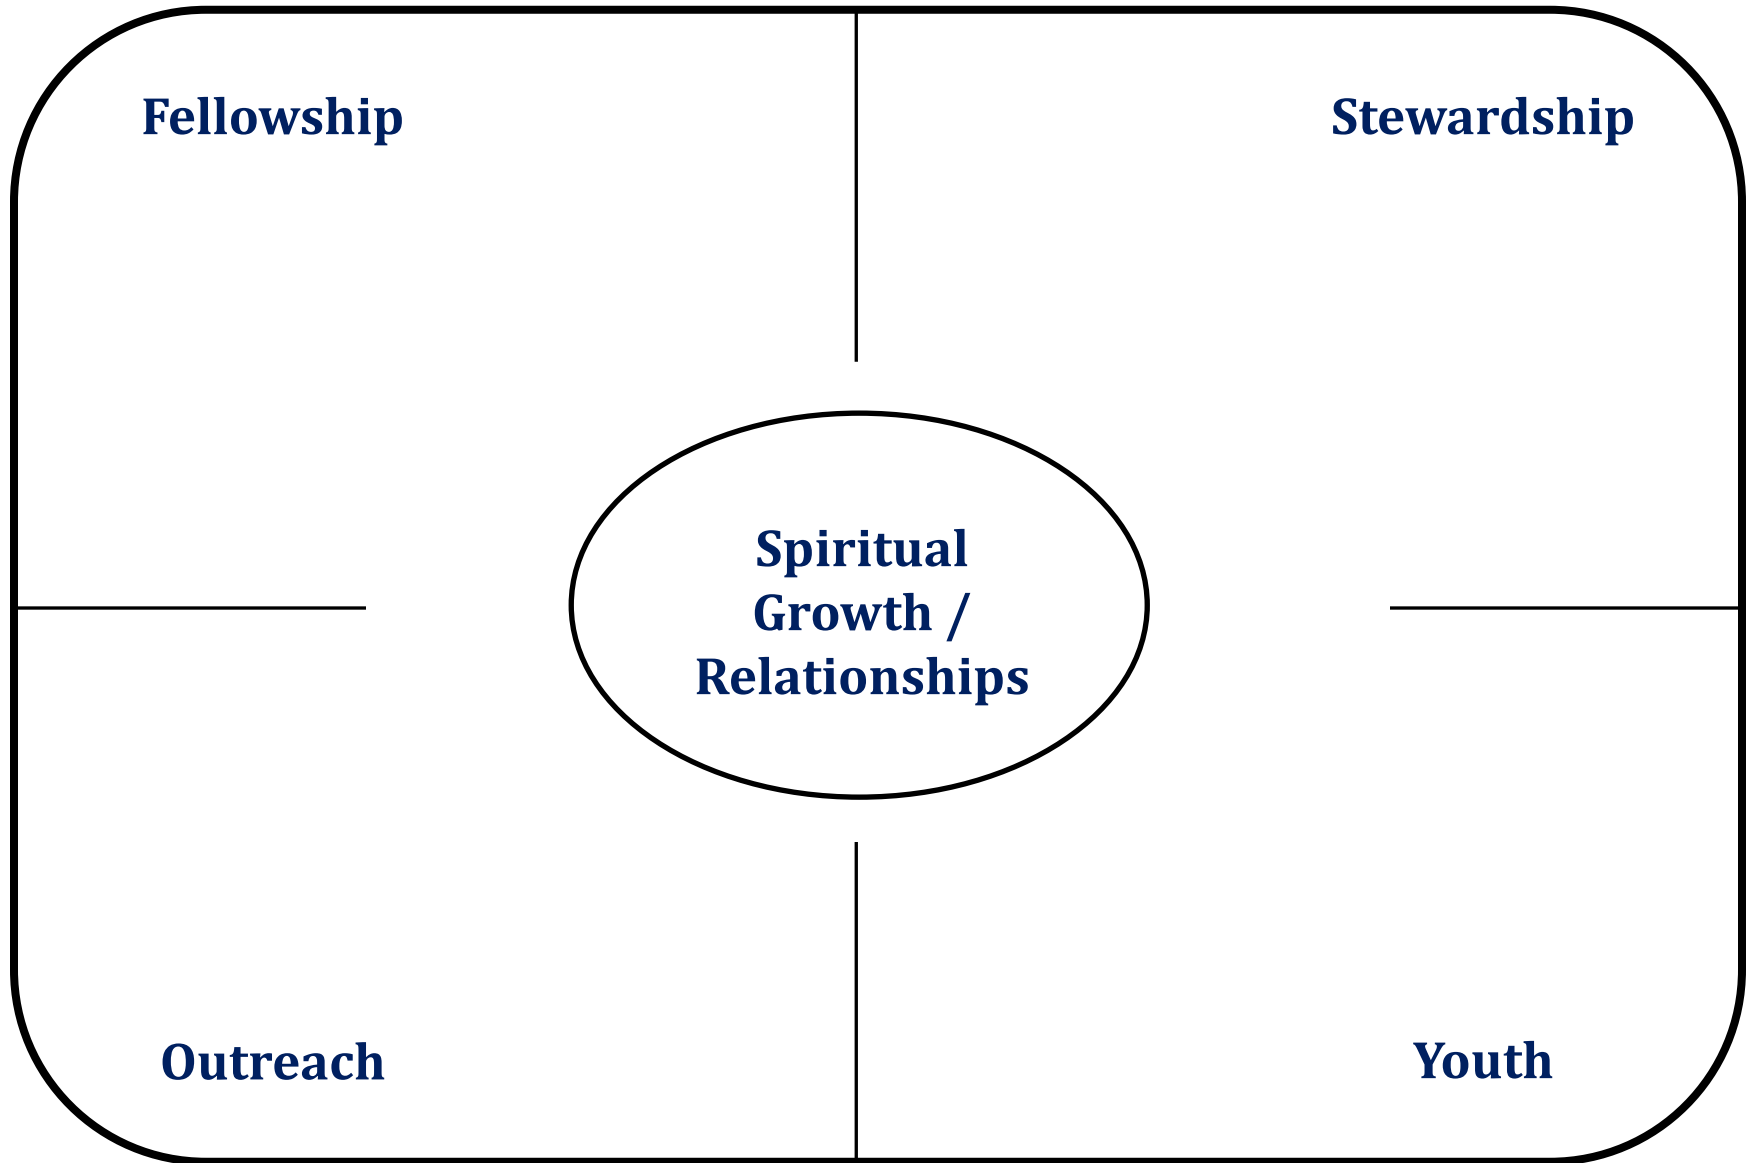 Fellowship
Stewardship
Spiritual
Growth /
Relationships
Outreach
Youth